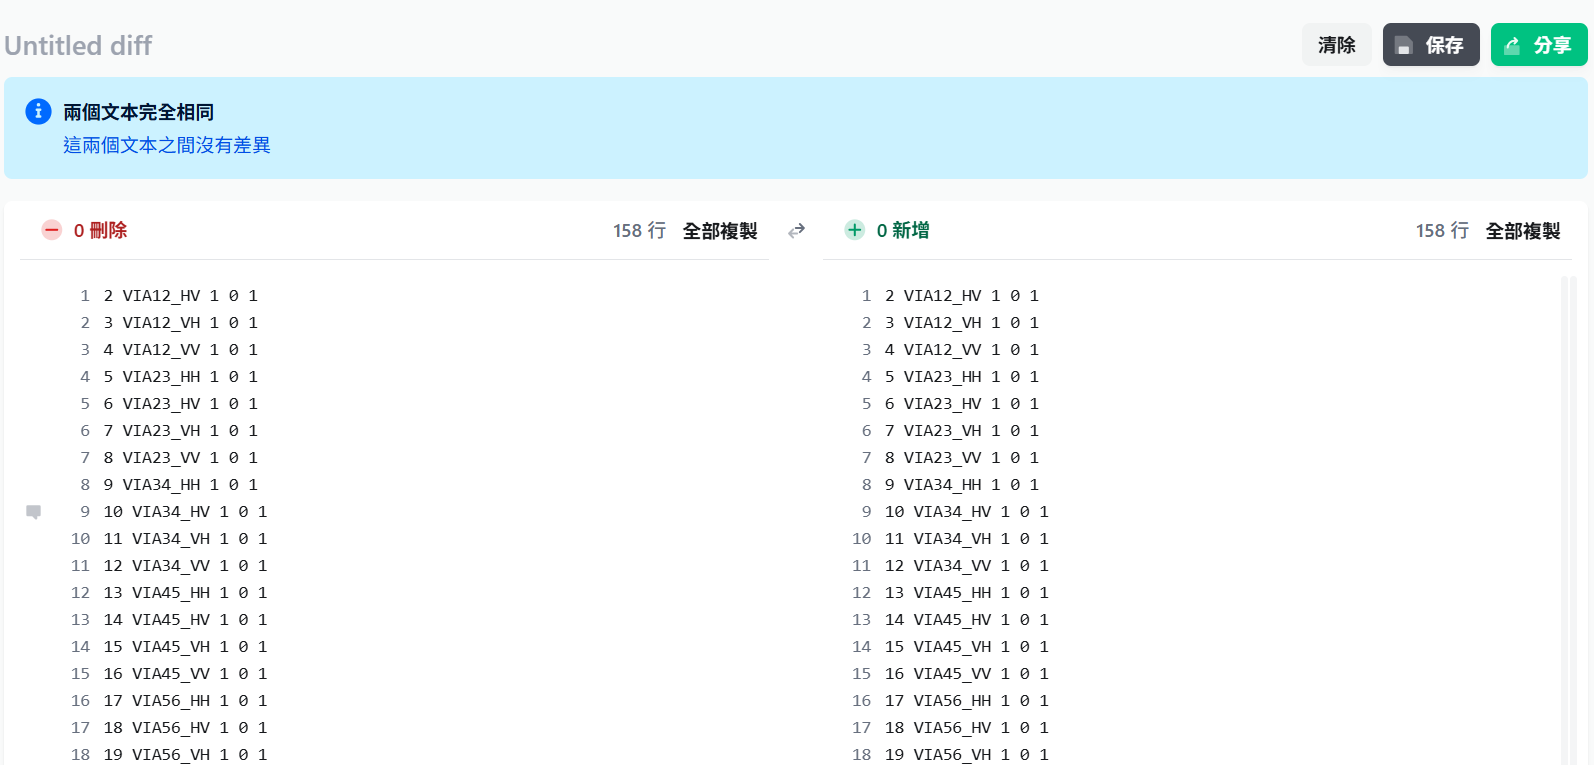 Untitled diff
清除
保存
分享
兩個文本完全相同
這兩個文本之間沒有差異
0 刪除
158 行
全部複製
0 新增
158 行
全部複製
1 2 VIA12_HV 1 0 1
2 3 VIA12_VH 1 0 1
3 4 VIA12_VV 1 0 1
4 5 VIA23_HH 1 0 1
5 6 VIA23_HV 1 0 1
6 7 VIA23_VH 1 0 1
7 8 VIA23_VV 1 0 1
8 9 VIA34_HH 1 0 1
9 10 VIA34_HV 1 0 1
10 11 VIA34_VH 1 0 1
11 12 VIA34_VV 1 0 1
12 13 VIA45_HH 1 0 1
13 14 VIA45_HV 1 0 1
14 15 VIA45_VH 1 0 1
15 16 VIA45_VV 1 0 1
16 17 VIA56_HH 1 0 1
17 18 VIA56_HV 1 0 1
18 19 VIA56_VH 1 0 1
1 2 VIA12_HV 1 0 1
2 3 VIA12_VH 1 0 1
3 4 VIA12_VV 1 0 1
4 5 VIA23_HH 1 0 1
5 6 VIA23_HV 1 0 1
6 7 VIA23_VH 1 0 1
7 8 VIA23_VV 1 0 1
8 9 VIA34_HH 1 0 1
9 10 VIA34_HV 1 0 1
10 11 VIA34_VH 1 0 1
11 12 VIA34_VV 1 0 1
12 13 VIA45_HH 1 0 1
13 14 VIA45_HV 1 0 1
14 15 VIA45_VH 1 0 1
15 16 VIA45_VV 1 0 1
16 17 VIA56_HH 1 0 1
17 18 VIA56_HV 1 0 1
18 19 VIA56_VH 1 0 1